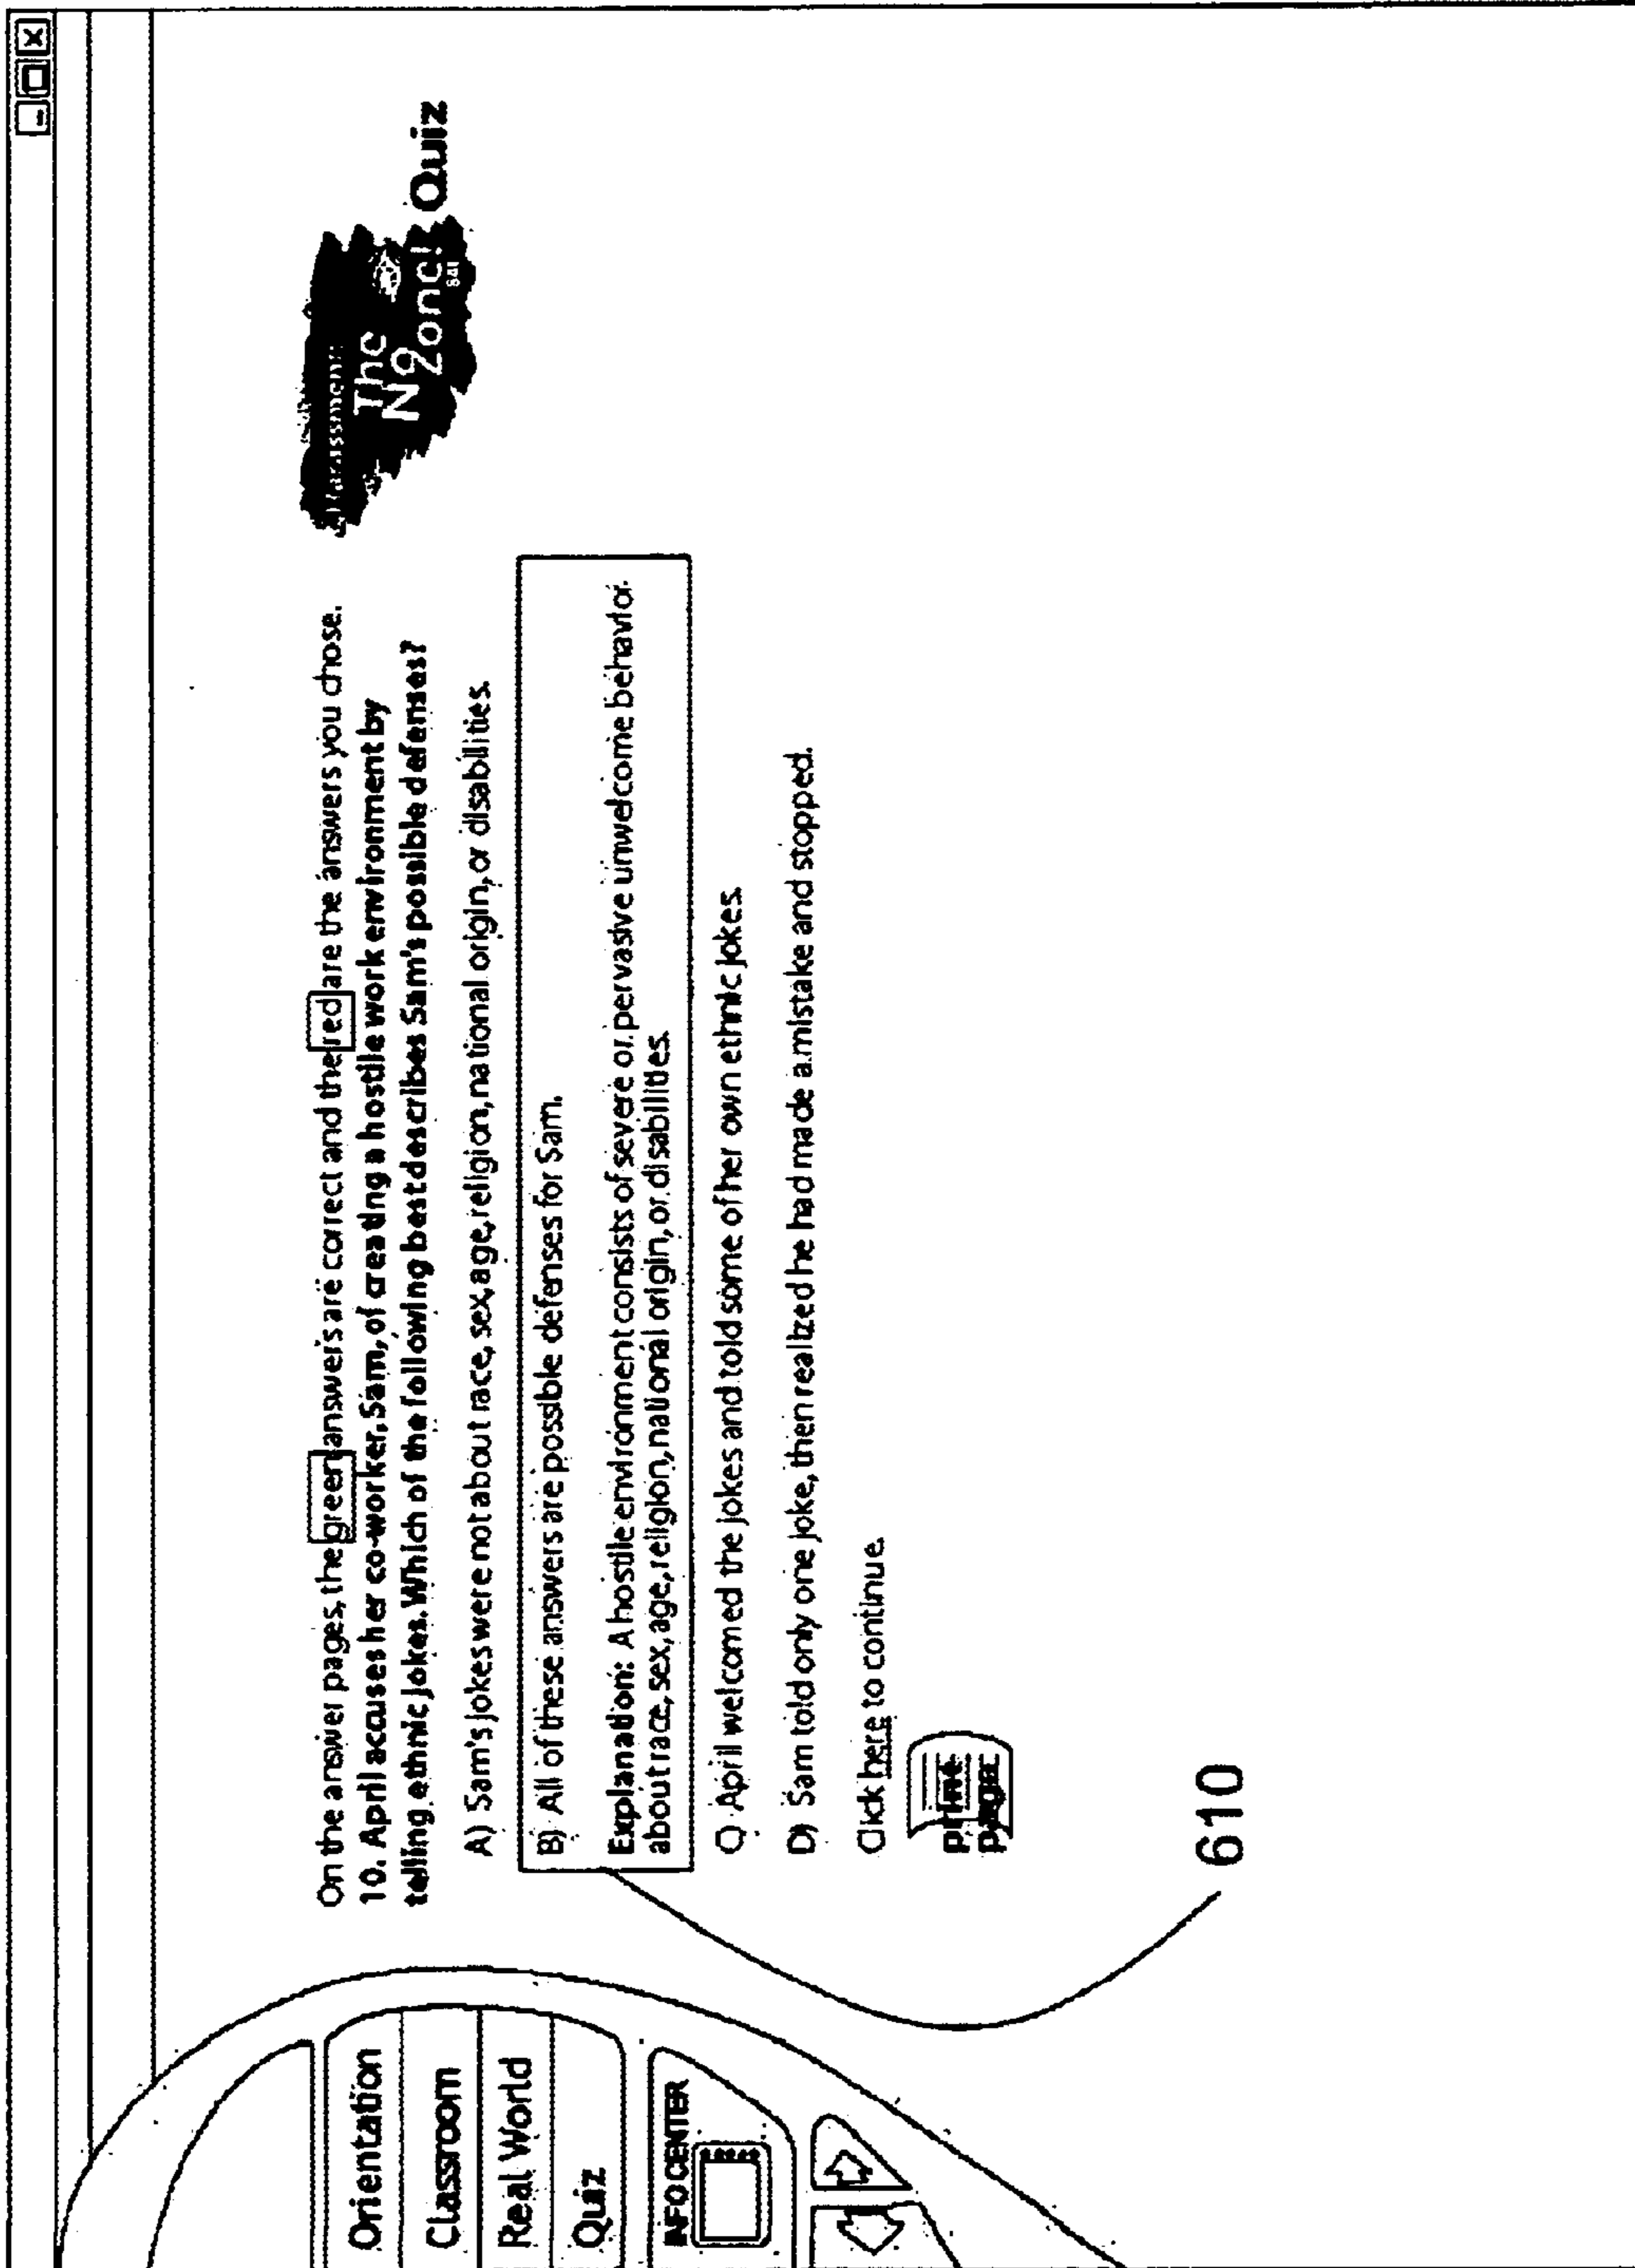 On the answer pages, the green answers are correct and the red are the answers you chose.
10. April accuses her co-worker, Sam, of creating a hostile work environment by
telling ethnic jokes. Which of the following best describes Sam's possible defenses?
A) Sam's jokes were not about race, sex, age, religion, national origin, or disabilities.
B) All of these answers are possible defenses for Sam.
Explanation: A hostile environment consists of severe or pervasive unwelcome behavior
about race, sex, age, religion, national origin, or disabilities.
C) April welcomed the jokes and told some of her own ethnic jokes.
D) Sam told only one joke, then realized he had made a mistake and stopped.
Click here to continue.
print
page
The
No
Zone!
Quiz
Orientation
Classroom
Real World
Quiz
INFO CENTER
610